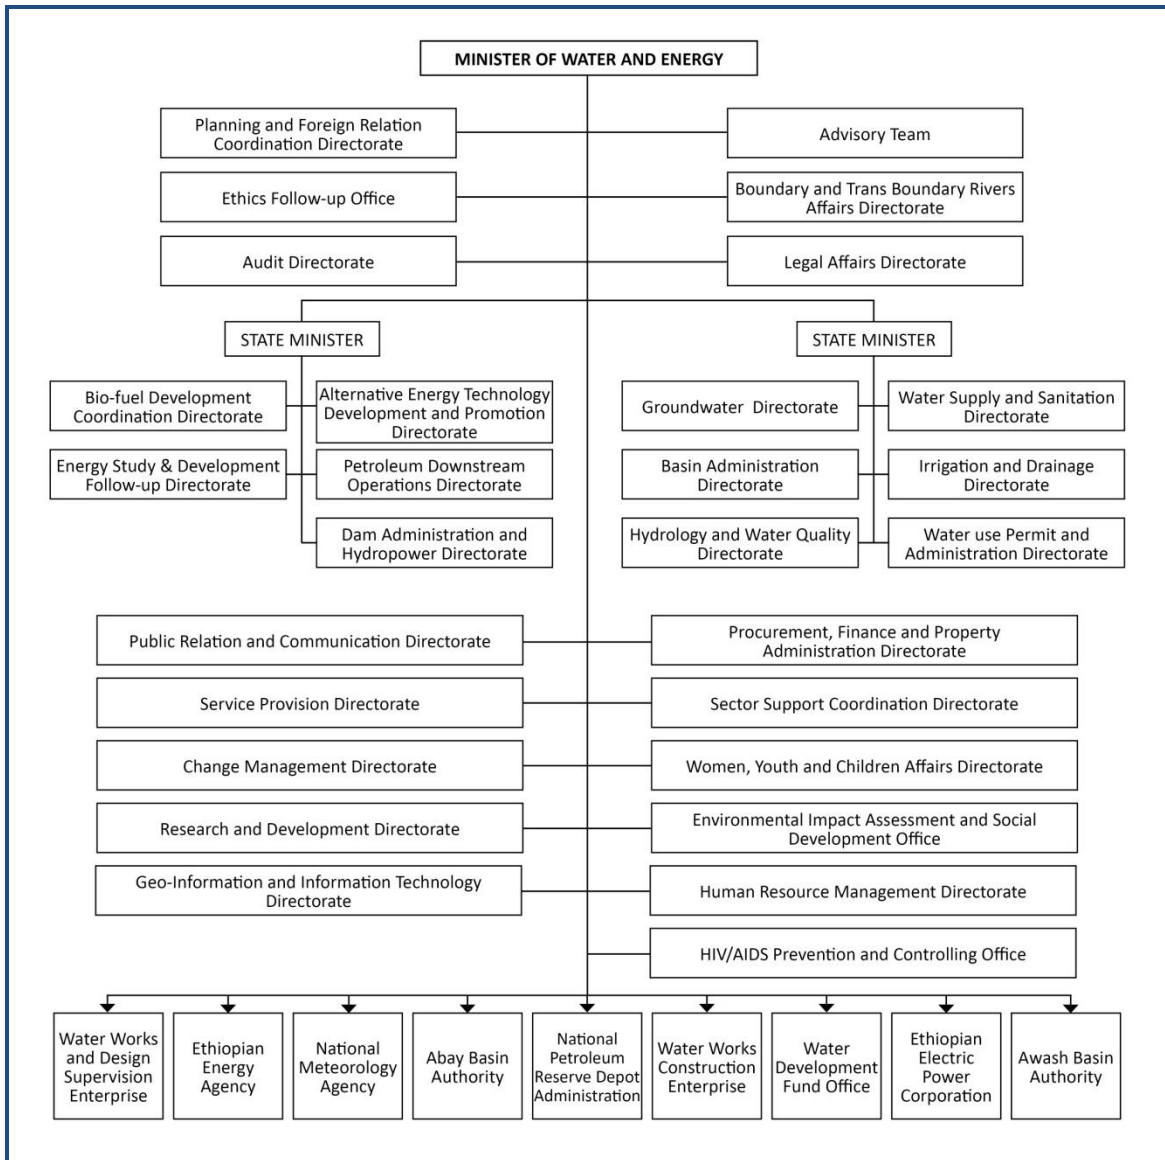 MINISTER OF WATER AND ENERGY
Planning and Foreign Relation
Coordination Directorate
Advisory Team
Ethics Follow-up Office
Boundary and Trans Boundary Rivers
Affairs Directorate
Audit Directorate
Legal Affairs Directorate
STATE MINISTER
STATE MINISTER
Bio-fuel Development
Coordination Directorate
Alternative Energy Technology
Development and Promotion
Directorate
Groundwater Directorate
Water Supply and Sanitation
Directorate
Energy Study & Development
Follow-up Directorate
Petroleum Downstream
Operations Directorate
Basin Administration
Directorate
Irrigation and Drainage
Directorate
Dam Administration and
Hydropower Directorate
Hydrology and Water Quality
Directorate
Water use Permit and
Administration Directorate
Public Relation and Communication Directorate
Procurement, Finance and Property
Administration Directorate
Service Provision Directorate
Sector Support Coordination Directorate
Change Management Directorate
Women, Youth and Children Affairs Directorate
Research and Development Directorate
Environmental Impact Assessment and Social
Development Office
Geo-Information and Information Technology
Directorate
Human Resource Management Directorate
HIV/AIDS Prevention and Controlling Office
Water Works
and Design
Supervision
Enterprise
Ethiopian
Energy
Agency
National
Meteorology
Agency
Abay Basin
Authority
National
Petroleum
Reserve Depot
Administration
Water Works
Construction
Enterprise
Water
Development
Fund Office
Ethiopian
Electric
Power
Corporation
Awash Basin
Authority